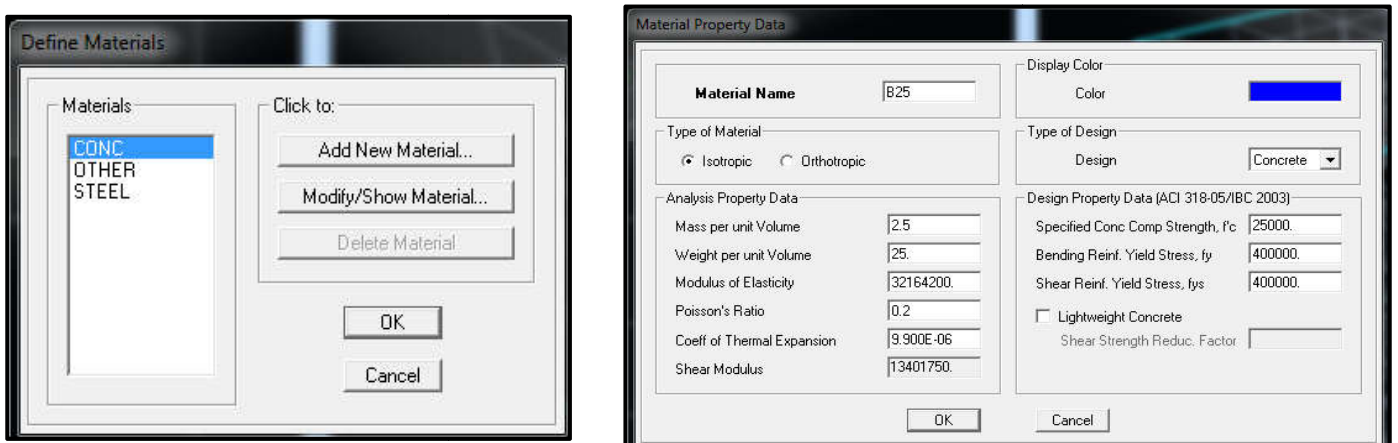 Define Materials
Materials
CONC
OTHER
STEEL
Click to:
Add New Material...
Modify/Show Material...
Delete Material
OK
Cancel
Material Property Data
Material Name B25
Display Color
Color
Type of Material
Isotropic Orthotropic
Type of Design
Design Concrete
Analysis Property Data
Mass per unit Volume 2.5
Weight per unit Volume 25.
Modulus of Elasticity 32164200.
Poisson's Ratio 0.2
Coeff of Thermal Expansion 9.900E-06
Shear Modulus 13401750.
Design Property Data (ACI 318-05/IBC 2003)
Specified Conc Comp Strength, f'c 25000.
Bending Reinf. Yield Stress, fy 400000.
Shear Reinf. Yield Stress, fys 400000.
Lightweight Concrete
Shear Strength Reduc. Factor
OK Cancel